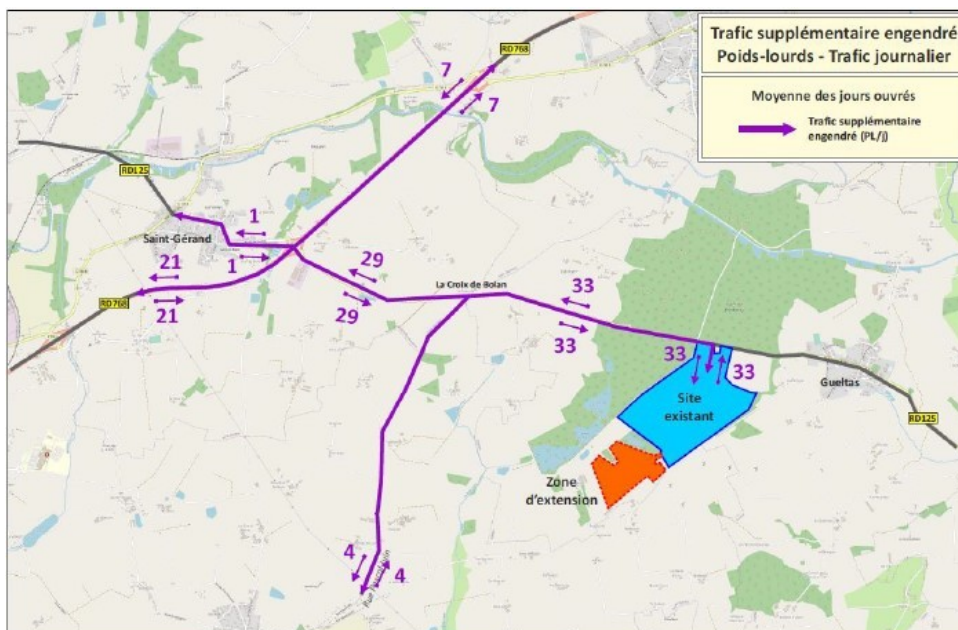 Trafic supplémentaire engendré
Poids-lourds - Trafic journalier
Moyenne des jours ouvrés
Trafic supplémentaire
engendré (PL/j)
RD768
7
7
RD125
1
Saint-Gérand
1
21
29
La Croix de Bolan
33
RD768
21
29
33
33
33
Gueltas
Site
existant
RD125
Zone
d'extension
4
4